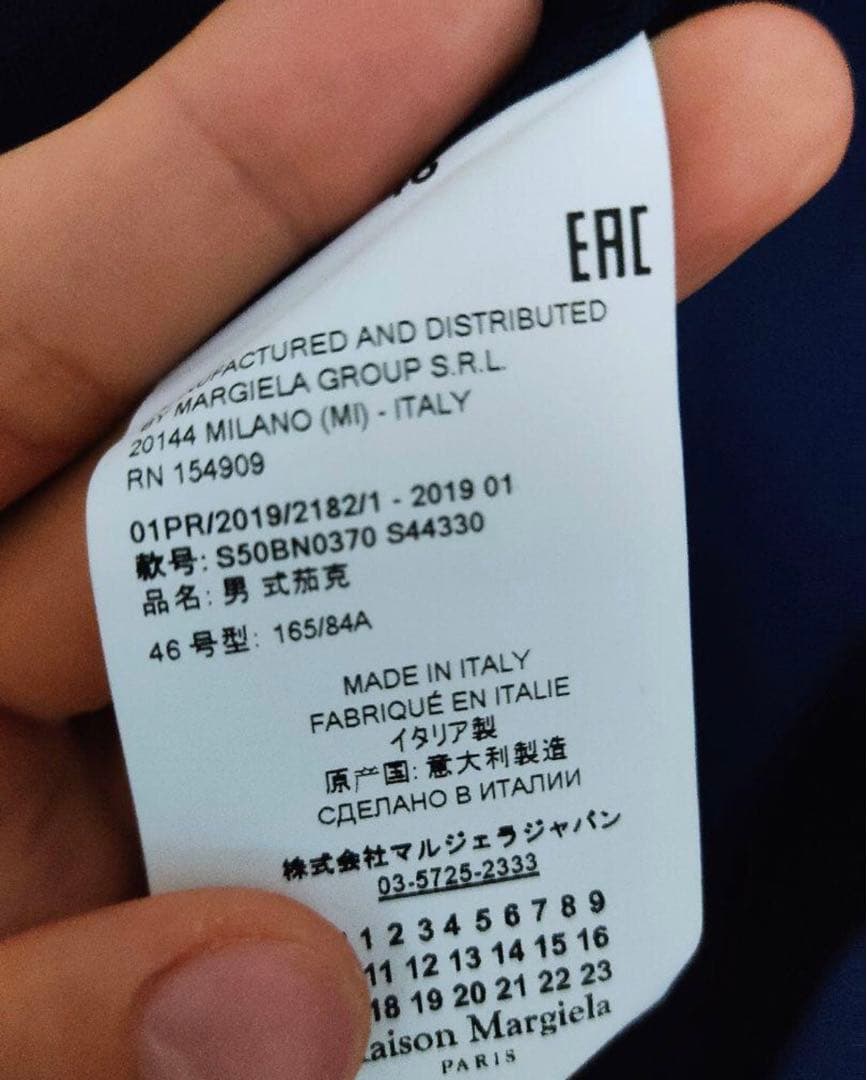 EAC
MANUFACTURED AND DISTRIBUTED
BY MARGIELA GROUP S.R.L.
20144 MILANO (MI) - ITALY
RN 154909
01PR/2019/2182/1 - 2019 01
款号: S50BN0370 S44330
品名: 男 式茄克
46 号型: 165/84A
MADE IN ITALY
FABRIQUÉ EN ITALIE
イタリア製
原产国: 意大利製造
СДЕЛАНО В ИТАЛИИ
株式会社マルジェラジャパン
03-5725-2333
1 2 3 4 5 6 7 8 9
11 12 13 14 15 16
18 19 20 21 22 23
Maison Margiela
PARIS